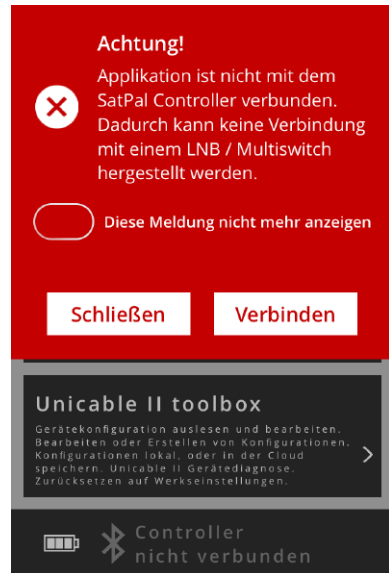 Achtung!
Applikation ist nicht mit dem
SatPal Controller verbunden.
Dadurch kann keine Verbindung
mit einem LNB / Multiswitch
hergestellt werden.
Diese Meldung nicht mehr anzeigen
Schließen
Verbinden
Unicable II toolbox
Gerätekonfiguration auslesen und bearbeiten.
Bearbeiten oder Erstellen von Konfigurationen.
Konfigurationen lokal, oder in der Cloud
speichern. Unicable II Gerätediagnose.
Zurücksetzen auf Werkseinstellungen.
Controller
nicht verbunden